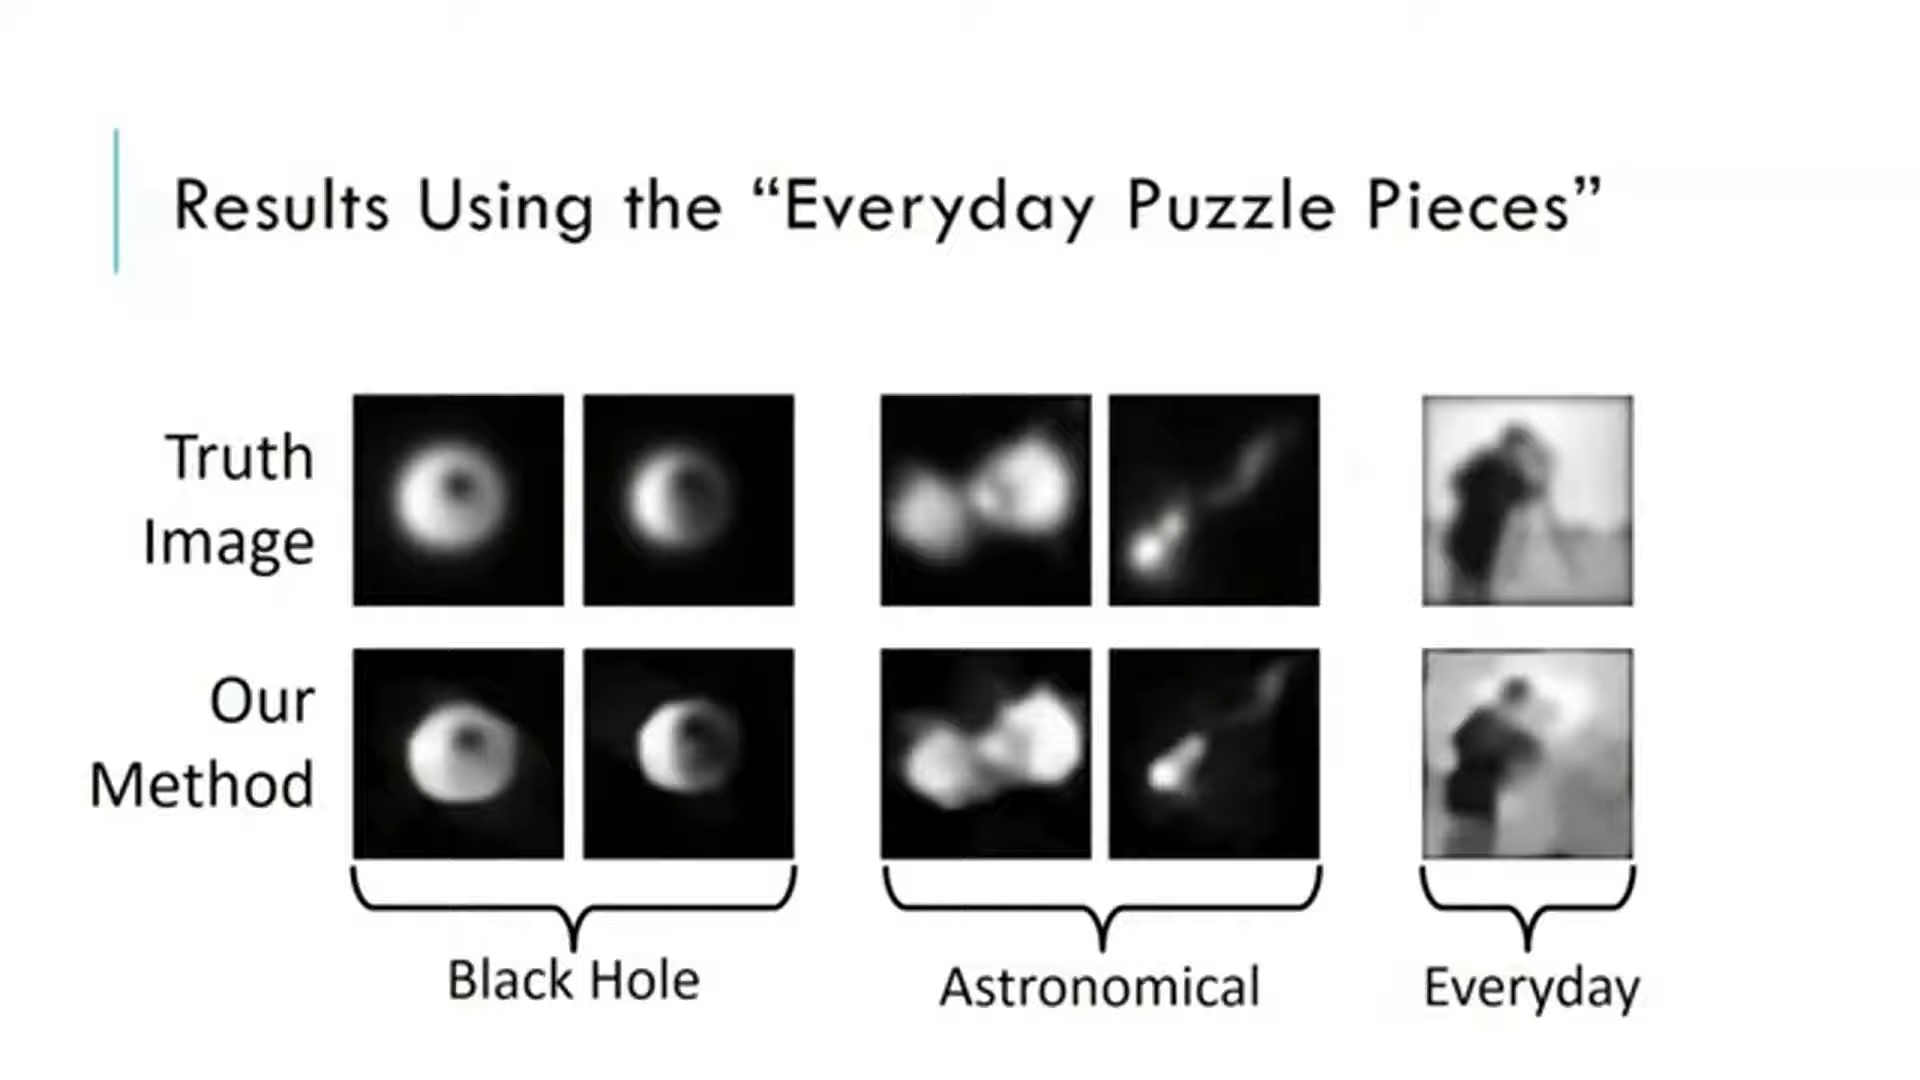 Results Using the “Everyday Puzzle Pieces”
Truth
Image
Our
Method
Black Hole
Astronomical
Everyday